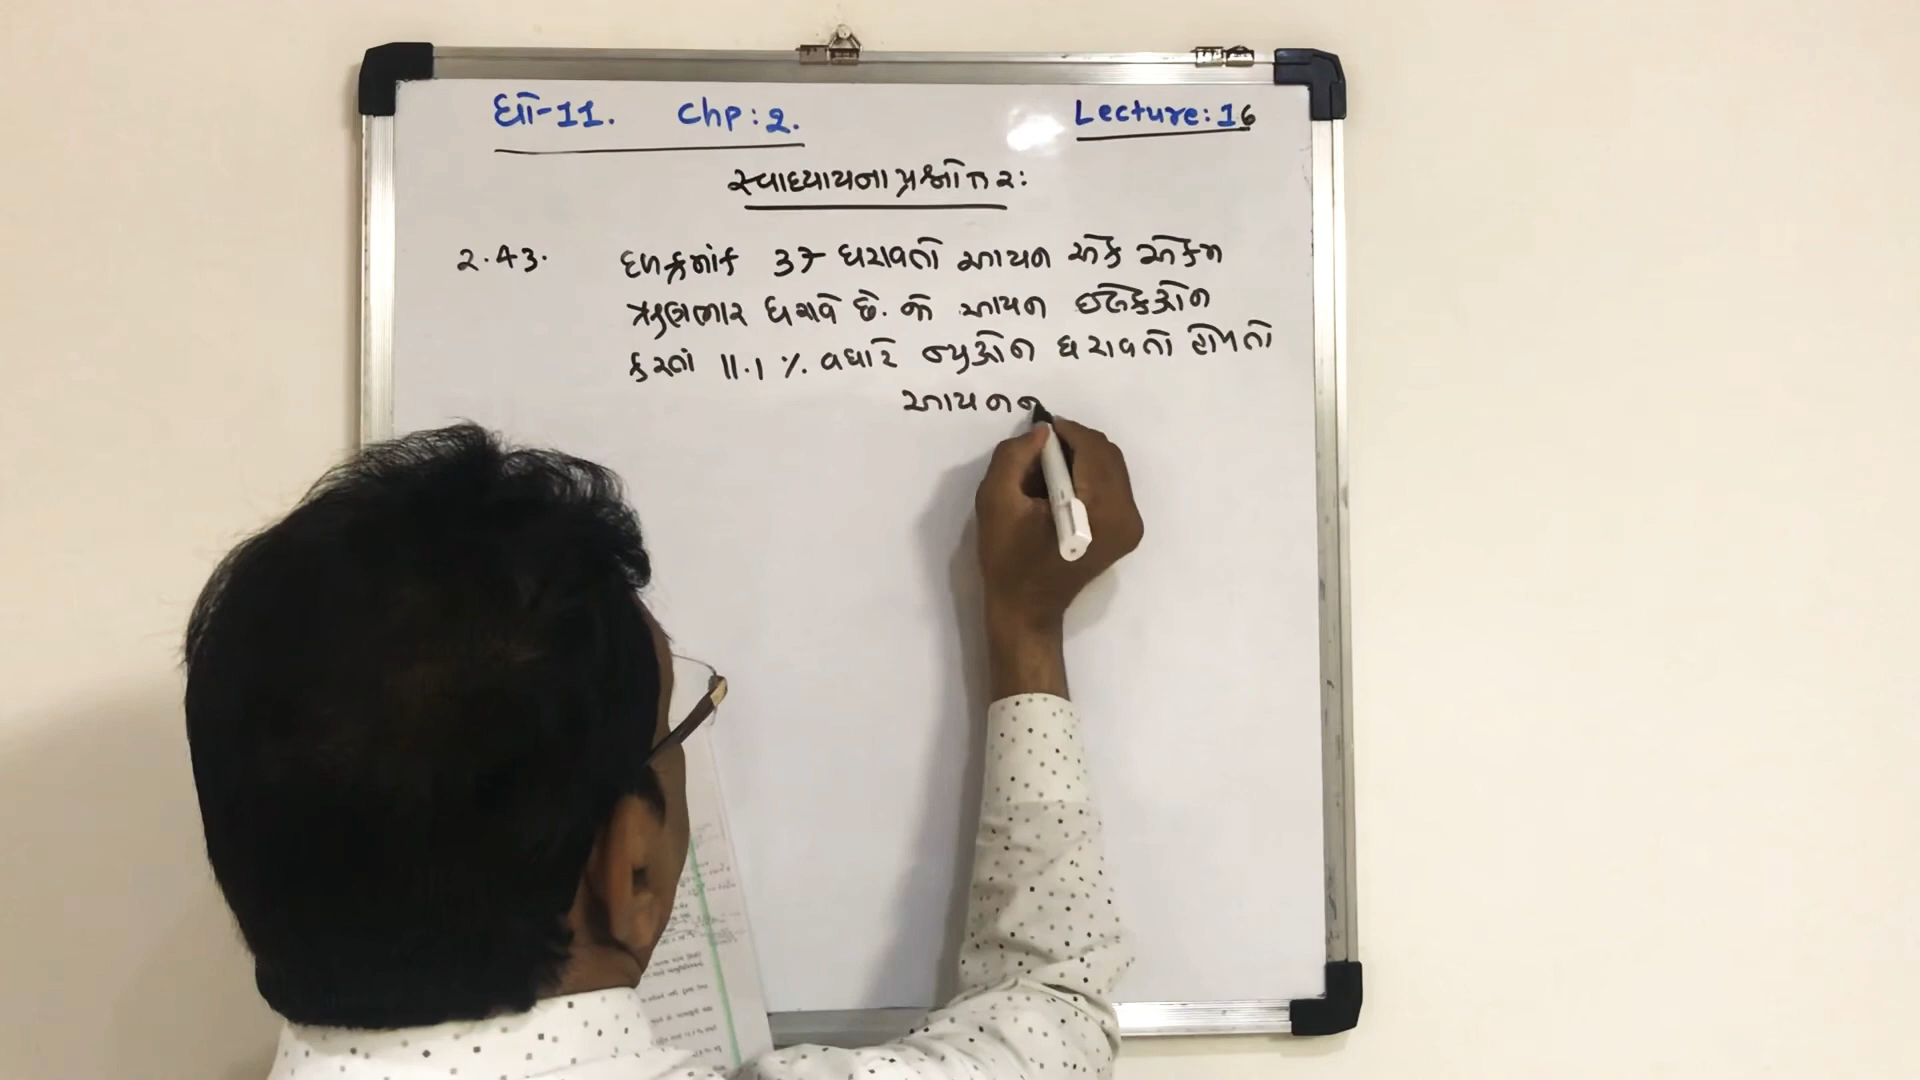 ધો-11. Chp: 2. Lecture: 16
સ્વાધ્યાયના પ્રશ્નોત્તર:
2.43. દળક્રમાંક 37 ધરાવતો આયન એક એકમ
ઋણભાર ધરાવે છે. જો આયન ઇલેક્ટ્રોન
કરતાં 11.1 % વધારે ન્યુટ્રોન ધરાવતો હોય તો
આયનન